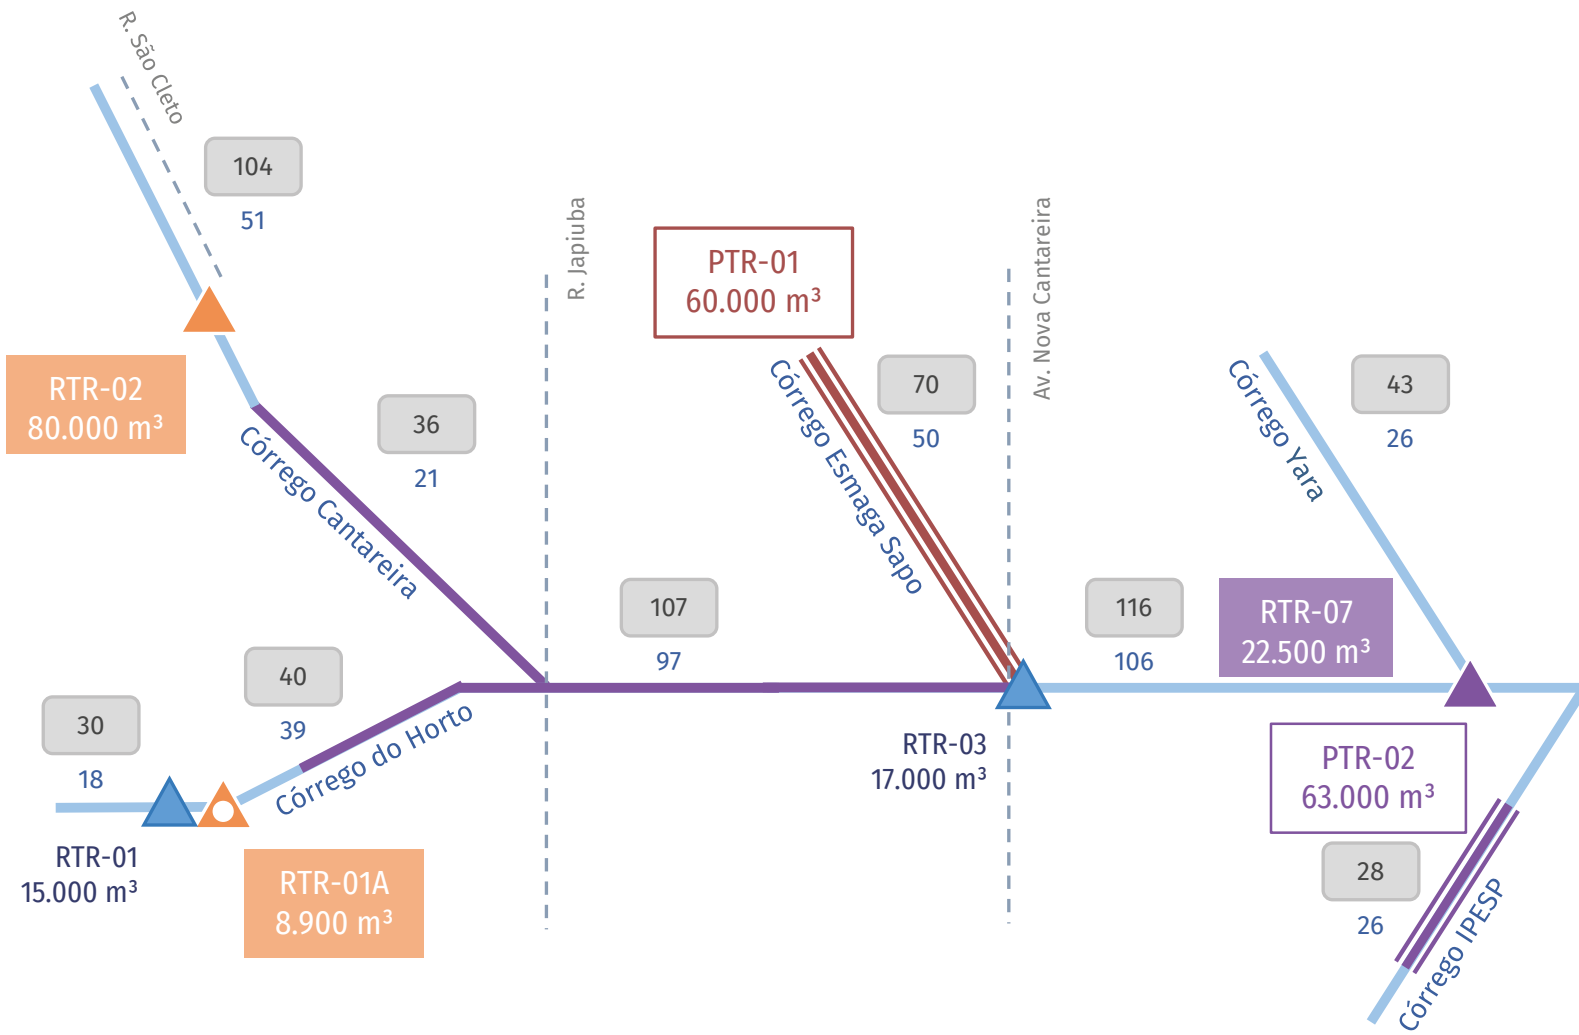 R. São Cleto
104
51
RTR-02
80.000 m³
36
21
Córrego Cantareira
R. Japiuba
PTR-01
60.000 m³
70
50
Córrego Esmaga Sapo
Av. Nova Cantareira
43
26
Córrego Yara
107
97
116
106
RTR-07
22.500 m³
40
39
Córrego do Horto
30
18
RTR-01
15.000 m³
RTR-01A
8.900 m³
RTR-03
17.000 m³
PTR-02
63.000 m³
28
26
Córrego IPESP